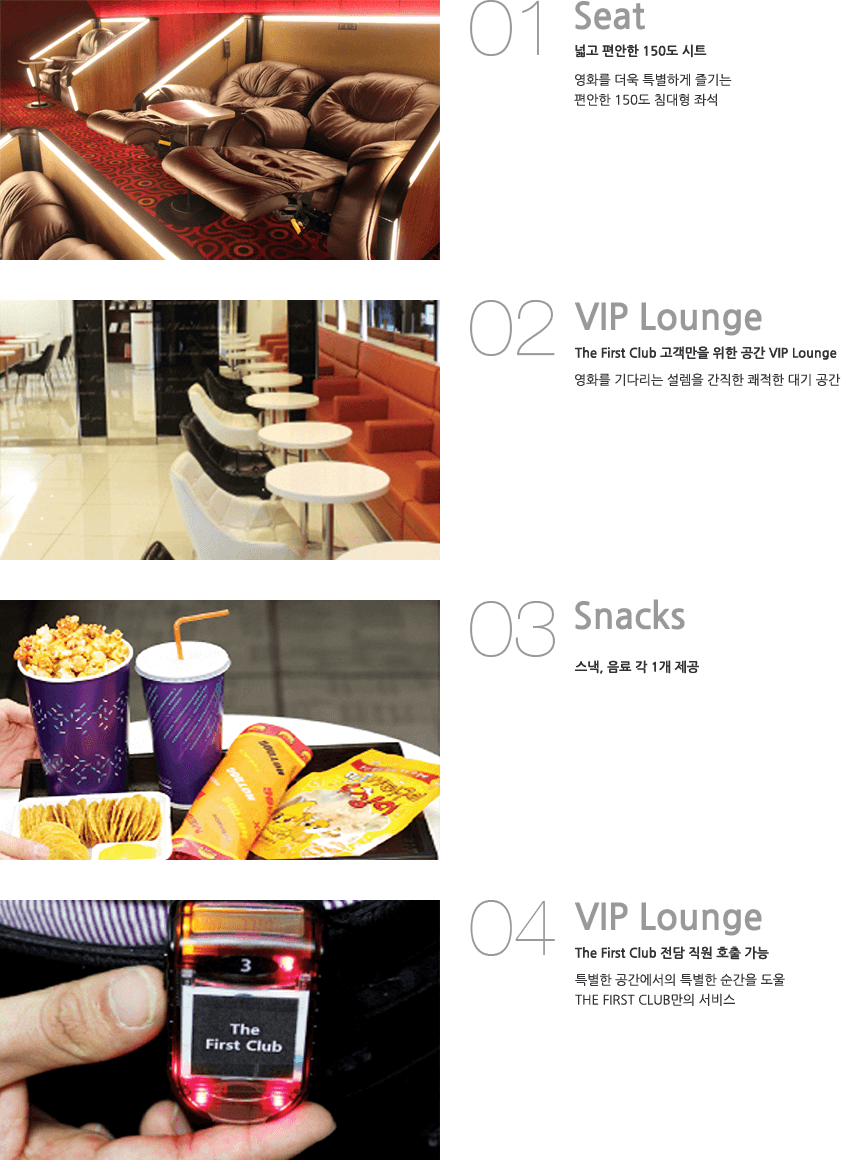 01
Seat
넓고 편안한 150도 시트
영화를 더욱 특별하게 즐기는
편안한 150도 침대형 좌석
02
VIP Lounge
The First Club 고객만을 위한 공간 VIP Lounge
영화를 기다리는 설렘을 간직한 쾌적한 대기 공간
03
Snacks
스낵, 음료 각 1개 제공
HOTDOG
HOTDOG
04
VIP Lounge
The First Club 전담 직원 호출 가능
특별한 공간에서의 특별한 순간을 도울
THE FIRST CLUB만의 서비스
3
The
First Club